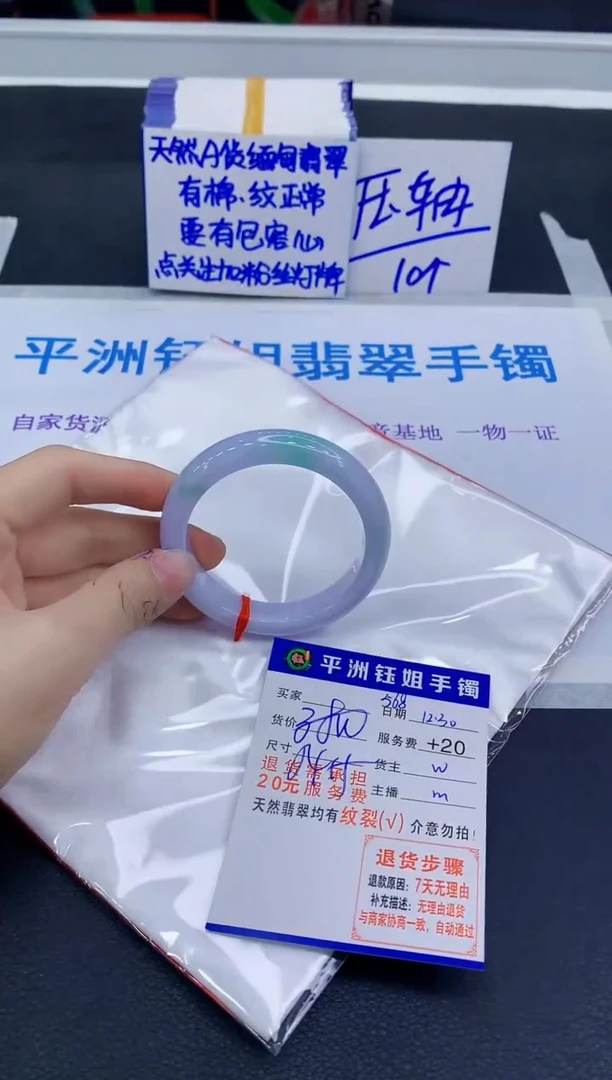 天然A货缅甸翡翠
有棉、纹正常
要有包容心
点关注加粉丝灯牌
压轴
10个
平洲钰姐翡翠手镯
自家货源
基地 一物一证
平洲钰姐手镯
568
买家 日期 12.30
货价 服务费 +20
尺寸 货主 w
退货需承担
20元服务费 主播 m
天然翡翠均有纹裂(√) 介意勿拍!
退货步骤
退款原因: 7天无理由
补充描述: 无理由退货
与商家协商一致，自动通过